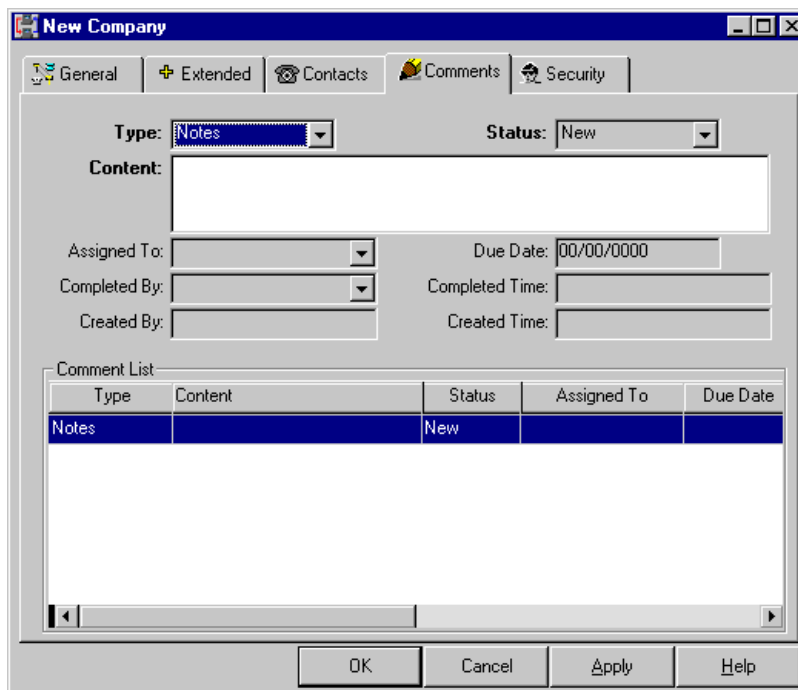 New Company
General Extended Contacts Comments Security
Type: Notes Status: New
Content:
Assigned To: Due Date: 00/00/0000
Completed By: Completed Time:
Created By: Created Time:
Comment List
Type Content Status Assigned To Due Date
Notes New
OK Cancel Apply Help